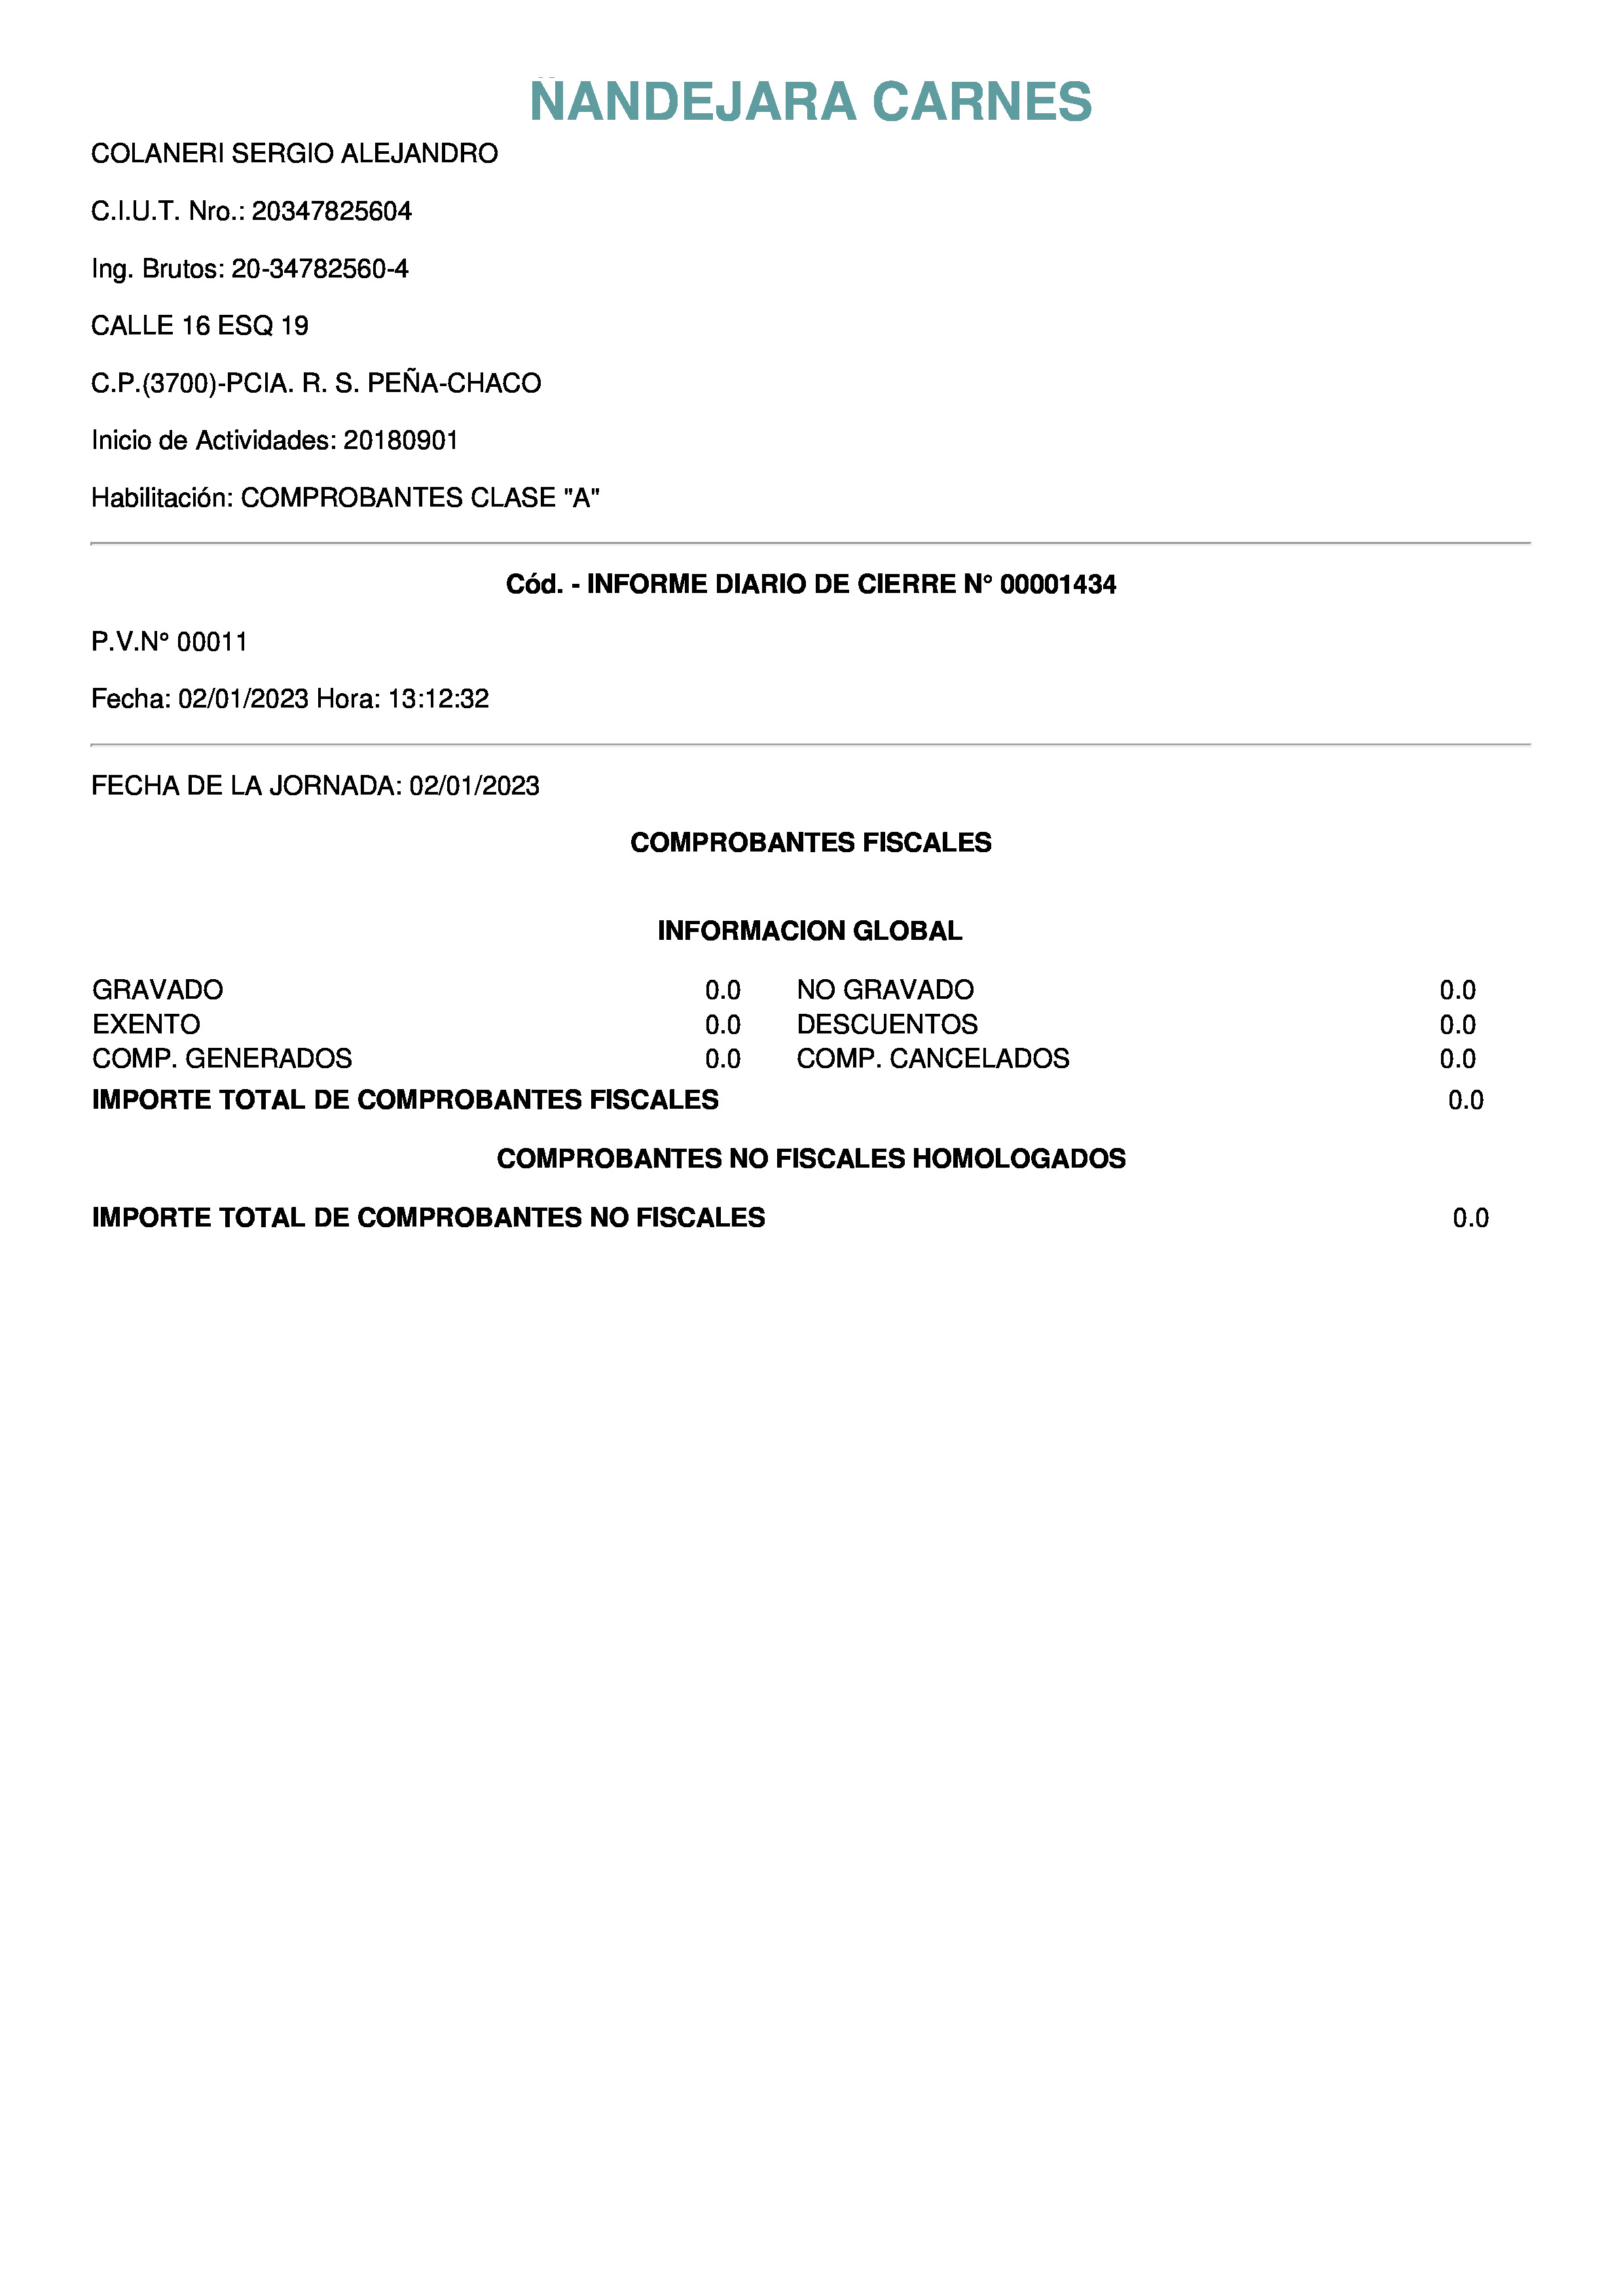 ÑANDEJARA CARNES
COLANERI SERGIO ALEJANDRO
C.I.U.T. Nro.: 20347825604
Ing. Brutos: 20-34782560-4
CALLE 16 ESQ 19
C.P.(3700)-PCIA. R. S. PEÑA-CHACO
Inicio de Actividades: 20180901
Habilitación: COMPROBANTES CLASE "A"
Cód. - INFORME DIARIO DE CIERRE N° 00001434
P.V.N° 00011
Fecha: 02/01/2023 Hora: 13:12:32
FECHA DE LA JORNADA: 02/01/2023
COMPROBANTES FISCALES
INFORMACION GLOBAL
GRAVADO 0.0 NO GRAVADO 0.0
EXENTO 0.0 DESCUENTOS 0.0
COMP. GENERADOS 0.0 COMP. CANCELADOS 0.0
IMPORTE TOTAL DE COMPROBANTES FISCALES 0.0
COMPROBANTES NO FISCALES HOMOLOGADOS
IMPORTE TOTAL DE COMPROBANTES NO FISCALES 0.0